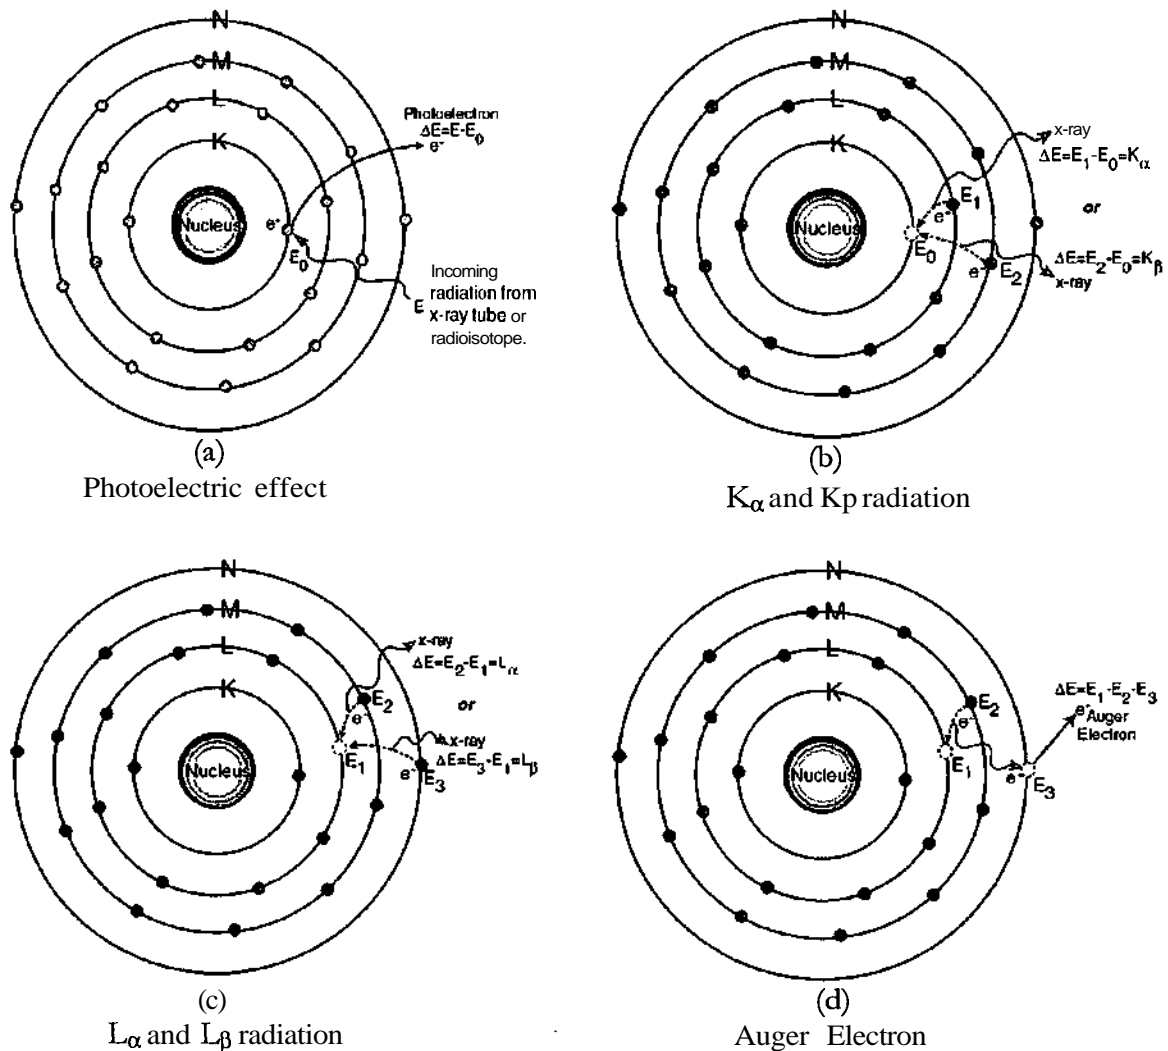 N
M
L
K
Nucleus
Photoelectron
ΔE=E-E₀
e⁻
e⁻
E₀
E
Incoming
radiation from
x-ray tube or
radioisotope.
(a)
Photoelectric effect
N
M
L
K
Nucleus
x-ray
ΔE=E₁-E₀=Kα
or
E₁
e⁻
E₀
ΔE=E₂-E₀=Kβ
x-ray
e⁻
E₂
(b)
Kα and Kp radiation
N
M
L
K
Nucleus
x-ray
ΔE=E₂-E₁=Lα
or
E₂
e⁻
E₁
x-ray
ΔE=E₃-E₁=Lβ
e⁻
E₃
(c)
Lα and Lβ radiation
N
M
L
K
Nucleus
ΔE=E₁-E₂-E₃
e⁻
Auger
Electron
E₂
e⁻
E₁
e⁻
E₃
(d)
Auger Electron